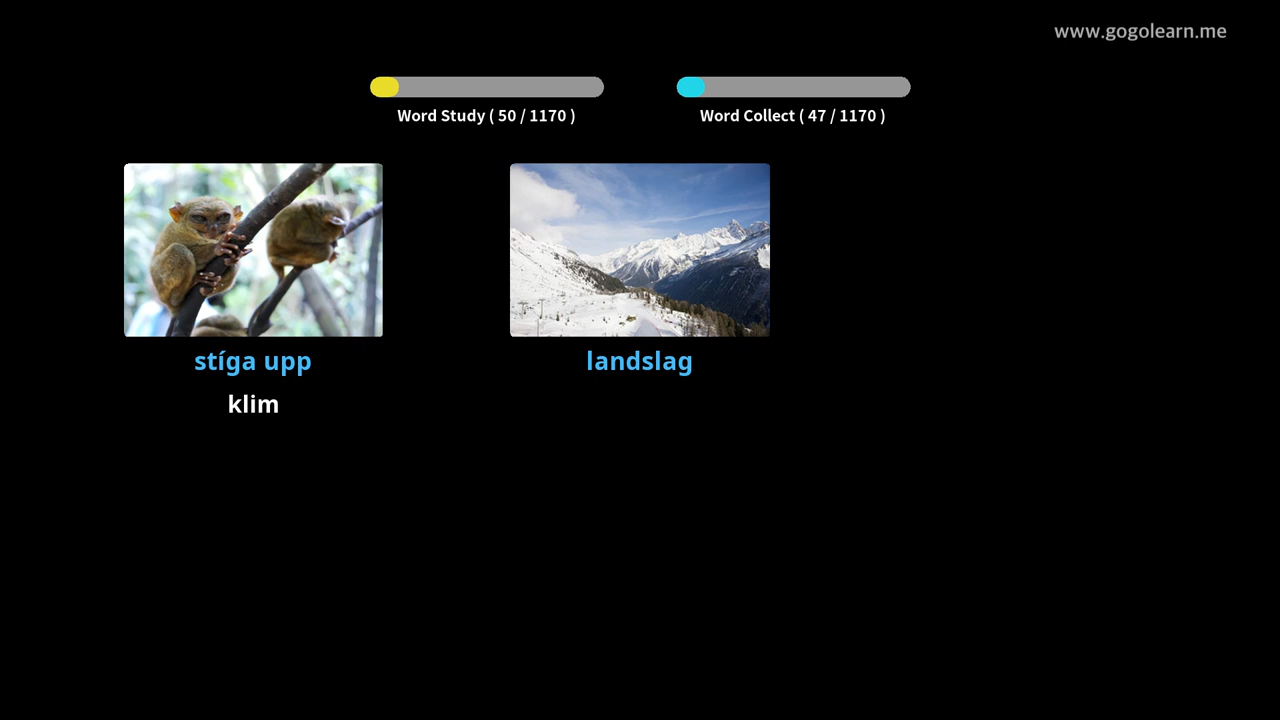 www.gogolearn.me
Word Study ( 50 / 1170 )
Word Collect ( 47 / 1170 )
stíga upp
klim
landslag